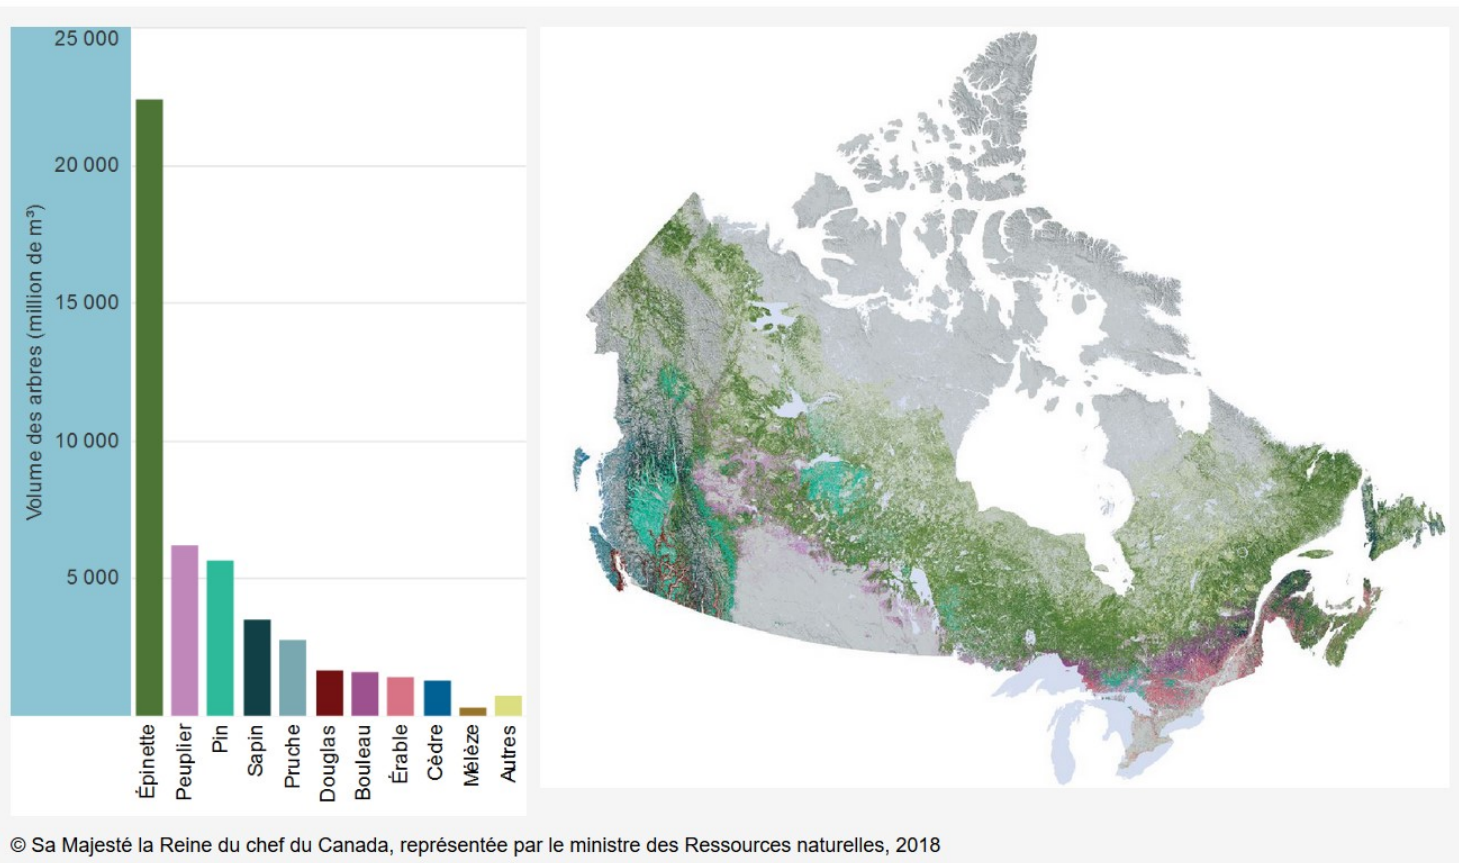 25 000
20 000
15 000
10 000
5 000
Volume des arbres (million de m³)
Épinette
Peuplier
Pin
Sapin
Pruche
Douglas
Bouleau
Érable
Cèdre
Mélèze
Autres
© Sa Majesté la Reine du chef du Canada, représentée par le ministre des Ressources naturelles, 2018